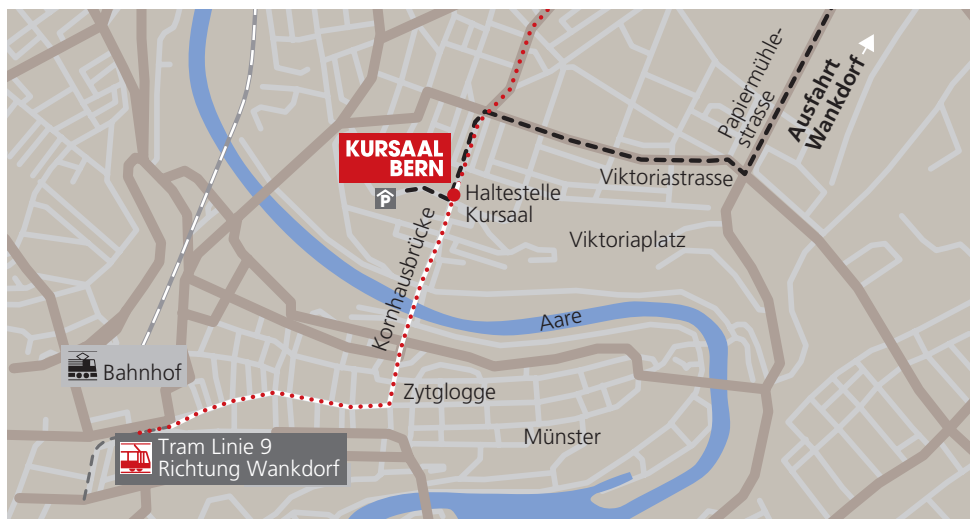 Papiermühle-
strasse
Ausfahrt
Wankdorf
KURSAAL
BERN
P
Haltestelle
Kursaal
Viktoriastrasse
Viktoriaplatz
Kornhausbrücke
Aare
Bahnhof
Zytglogge
Münster
Tram Linie 9
Richtung Wankdorf